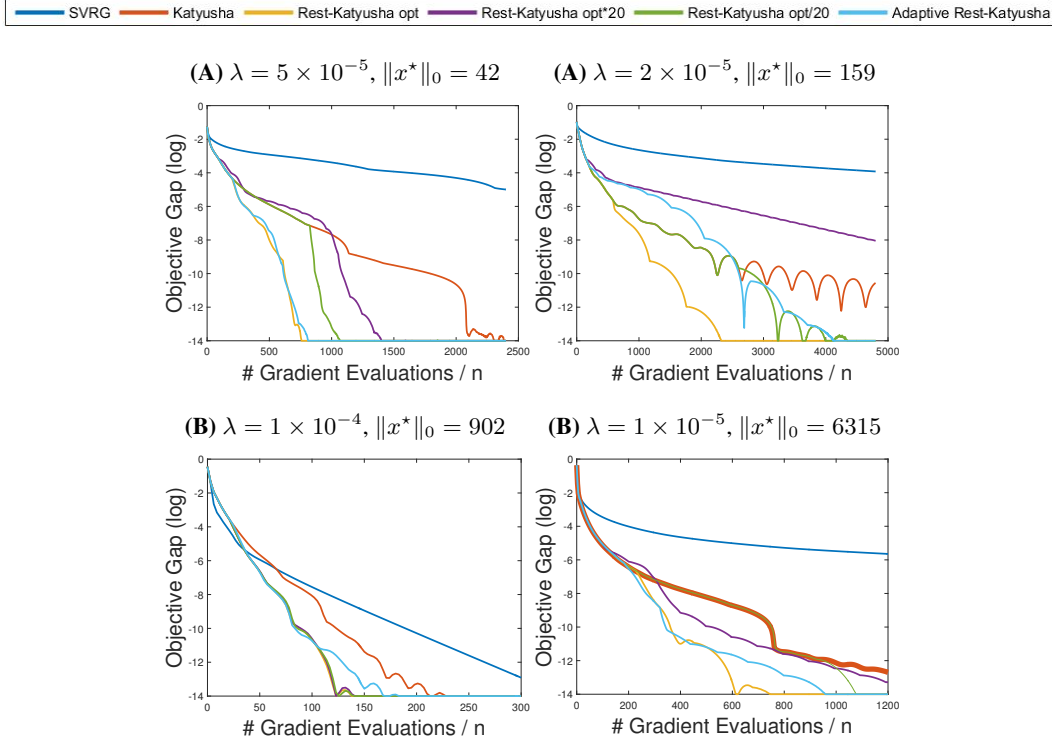 SVRG Katyusha Rest-Katyusha opt Rest-Katyusha opt*20 Rest-Katyusha opt/20 Adaptive Rest-Katyusha
(A) λ = 5 × 10⁻⁵, ‖x⋆‖₀ = 42
(A) λ = 2 × 10⁻⁵, ‖x⋆‖₀ = 159
Objective Gap (log)
0
-2
-4
-6
-8
-10
-12
-14
0 500 1000 1500 2000 2500
# Gradient Evaluations / n
Objective Gap (log)
0
-2
-4
-6
-8
-10
-12
-14
0 1000 2000 3000 4000 5000
# Gradient Evaluations / n
(B) λ = 1 × 10⁻⁴, ‖x⋆‖₀ = 902
(B) λ = 1 × 10⁻⁵, ‖x⋆‖₀ = 6315
Objective Gap (log)
0
-2
-4
-6
-8
-10
-12
-14
0 50 100 150 200 250 300
# Gradient Evaluations / n
Objective Gap (log)
0
-2
-4
-6
-8
-10
-12
-14
0 200 400 600 800 1000 1200
# Gradient Evaluations / n